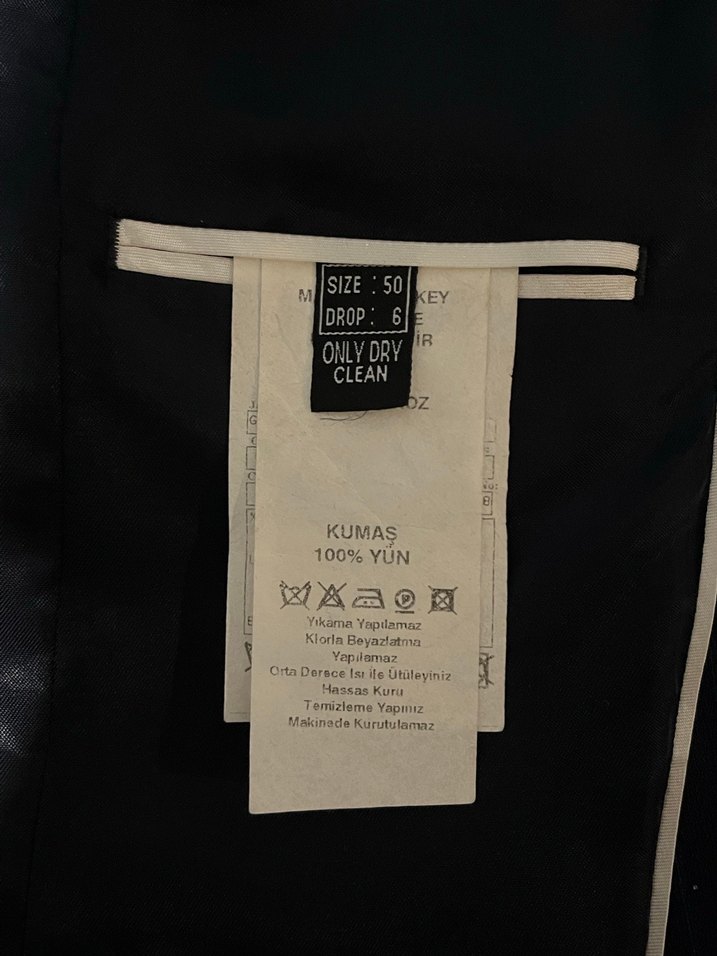 SIZE : 50
DROP : 6
ONLY DRY
CLEAN
KUMAŞ
100% YÜN
Yıkama Yapılamaz
Klorla Beyazlatma
Yapılamaz
Orta Derece Isı ile Ütüleyiniz
Hassas Kuru
Temizleme Yapınız
Makinade Kurutulamaz